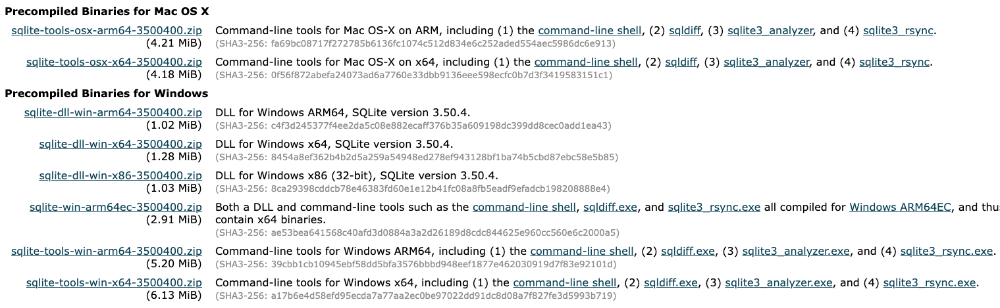 Precompiled Binaries for Mac OS X
sqlite-tools-osx-arm64-3500400.zip Command-line tools for Mac OS-X on ARM, including (1) the command-line shell, (2) sqldiff, (3) sqlite3_analyzer, and (4) sqlite3_rsync.
(4.21 MiB) (SHA3-256: fa69bc08717f272785b6136fc1074c512d834e6c252aded554aec5986dc6e913)
sqlite-tools-osx-x64-3500400.zip Command-line tools for Mac OS-X on x64, including (1) the command-line shell, (2) sqldiff, (3) sqlite3_analyzer, and (4) sqlite3_rsync.
(4.18 MiB) (SHA3-256: 0f56f872abefa24073ad6a7760e33dbb9136eee598ecfc0b7d3f3419583151c1)
Precompiled Binaries for Windows
sqlite-dll-win-arm64-3500400.zip DLL for Windows ARM64, SQLite version 3.50.4.
(1.02 MiB) (SHA3-256: c4f3d245377f4ee2da5c08e882ecaff376b35a609198dc399dd8cec0add1ea43)
sqlite-dll-win-x64-3500400.zip DLL for Windows x64, SQLite version 3.50.4.
(1.28 MiB) (SHA3-256: 8454a8ef362b4b2d5a259a54948ed278ef943128bf1ba74b5cbd87ebc58e5b85)
sqlite-dll-win-x86-3500400.zip DLL for Windows x86 (32-bit), SQLite version 3.50.4.
(1.03 MiB) (SHA3-256: 8ca29398cddcb78e46383fd60e1e12b41fc08a8fb5eadf9efadcb198208888e4)
sqlite-win-arm64ec-3500400.zip Both a DLL and command-line tools such as the command-line shell, sqldiff.exe, and sqlite3_rsync.exe all compiled for Windows ARM64EC, and thu
(2.91 MiB) contain x64 binaries.
(SHA3-256: ae53bea641568c40afd3d0884a3a2d26189d8cdc844625e960cc560e6c2000a5)
sqlite-tools-win-arm64-3500400.zip Command-line tools for Windows ARM64, including (1) the command-line shell, (2) sqldiff.exe, (3) sqlite3_analyzer.exe, and (4) sqlite3_rsync.exe.
(5.20 MiB) (SHA3-256: 39cbb1cb10945ebf58dd5bfa3576bbbd948eef1877e462030919d7f83e92101d)
sqlite-tools-win-x64-3500400.zip Command-line tools for Windows x64, including (1) the command-line shell, (2) sqldiff.exe, (3) sqlite3_analyzer.exe, and (4) sqlite3_rsync.exe.
(6.13 MiB) (SHA3-256: a17b6e4d58efd95ecda7a77aa2ec0be97022dd91dc8d08a7f827fe3d5993b719)